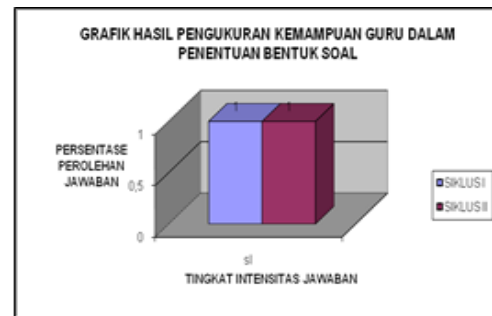 GRAFIK HASIL PENGUKURAN KEMAMPUAN GURU DALAM
PENENTUAN BENTUK SOAL
1 1
PERSENTASE
PEROLEHAN
JAWABAN
1
0,5
0
sl
TINGKAT INTENSITAS JAWABAN
SIKLUS I
SIKLUS II